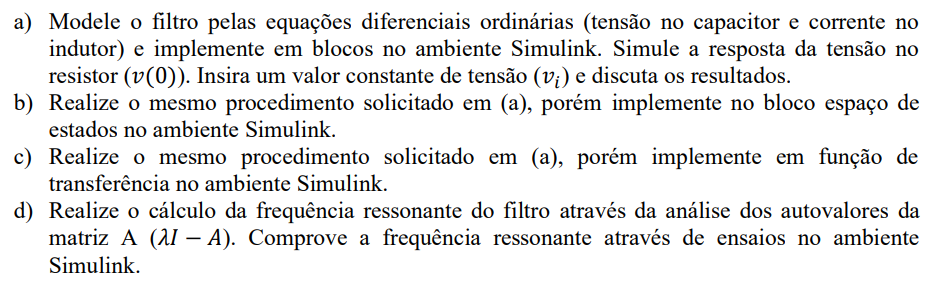 a) Modele o filtro pelas equações diferenciais ordinárias (tensão no capacitor e corrente no
indutor) e implemente em blocos no ambiente Simulink. Simule a resposta da tensão no
resistor (v(0)). Insira um valor constante de tensão (vᵢ) e discuta os resultados.
b) Realize o mesmo procedimento solicitado em (a), porém implemente no bloco espaço de
estados no ambiente Simulink.
c) Realize o mesmo procedimento solicitado em (a), porém implemente em função de
transferência no ambiente Simulink.
d) Realize o cálculo da frequência ressonante do filtro através da análise dos autovalores da
matriz A (λI − A). Comprove a frequência ressonante através de ensaios no ambiente
Simulink.